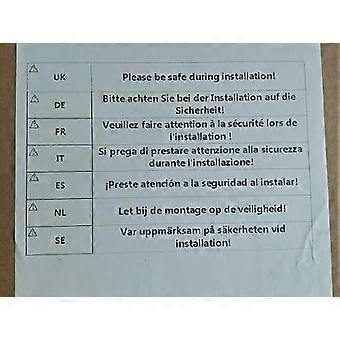 UK Please be safe during installation!
DE Bitte achten Sie bei der Installation auf die
Sicherheit!
FR Veuillez faire attention à la sécurité lors de
l'installation !
IT Si prega di prestare attenzione alla sicurezza
durante l'installazione!
ES ¡Preste atención a la seguridad al instalar!
NL Let bij de montage op de veiligheid!
SE Var uppmärksam på säkerheten vid
installation!